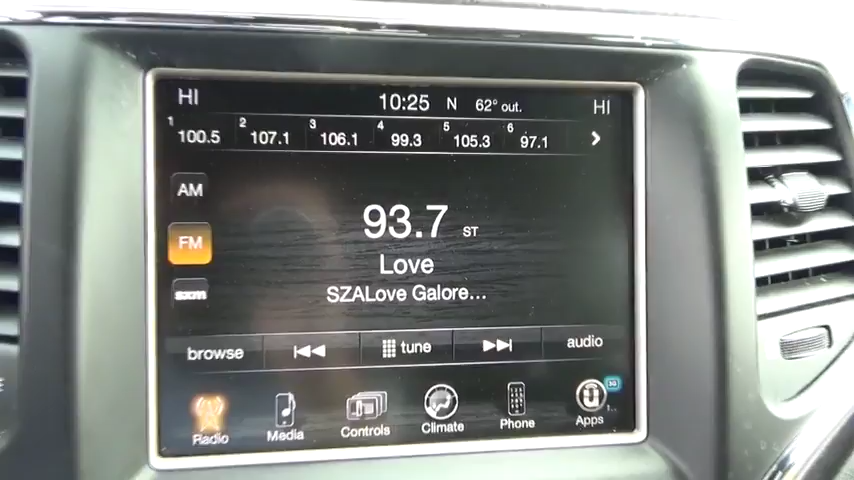 HI 10:25 N 62° out. HI
1 100.5 2 107.1 3 106.1 4 99.3 5 105.3 6 97.1
AM
93.7 ST
FM
Love
SZALove Galore...
sxm
browse tune audio
Radio Media Controls Climate Phone Apps
3G